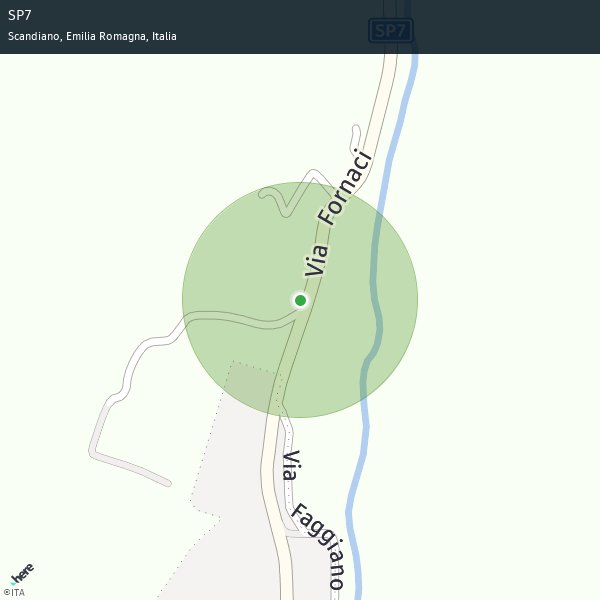 SP7
Scandiano, Emilia Romagna, Italia
SP7
Via Fornaci
Via Faggiano
here
©ITA